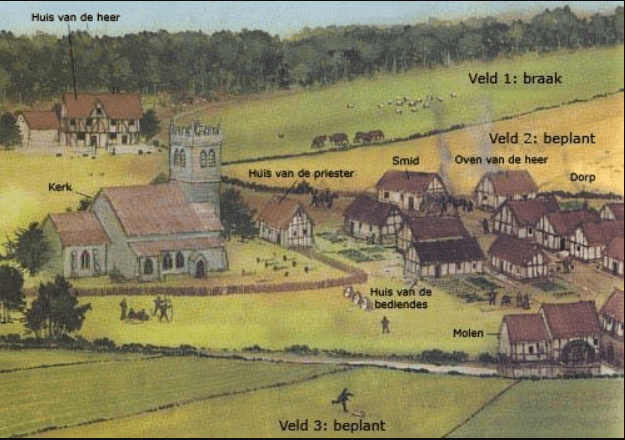 Huis van de heer
Veld 1: braak
Veld 2: beplant
Smid
Oven van de heer
Huis van de priester
Dorp
Kerk
Huis van de
bediendes
Molen
Veld 3: beplant